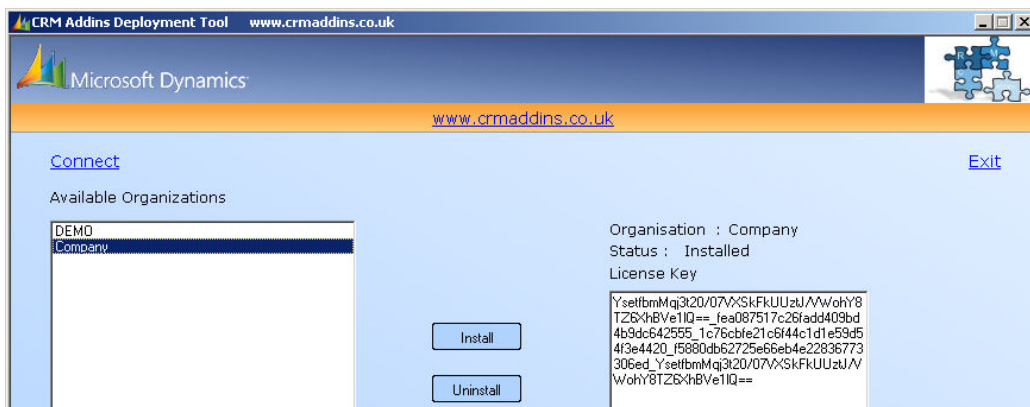 CRM Addins Deployment Tool www.crmaddins.co.uk
Microsoft Dynamics
www.crmaddins.co.uk
Connect
Exit
Available Organizations
DEMO
Company
Organisation : Company
Status : Installed
License Key
YsetfbmMqj3t20/07VXSkFkUUztJ/VWohY8
TZ6XhBVe1lQ==_fea087517c26fadd409bd
4b9dc642555_1c76cbfe21c6f44c1d1e59d5
4f3e4420_f5880db62725e66eb4e22836773
306ed_YsetfbmMqj3t20/07VXSkFkUUztJ/V
WohY8TZ6XhBVe1lQ==
Install
Uninstall